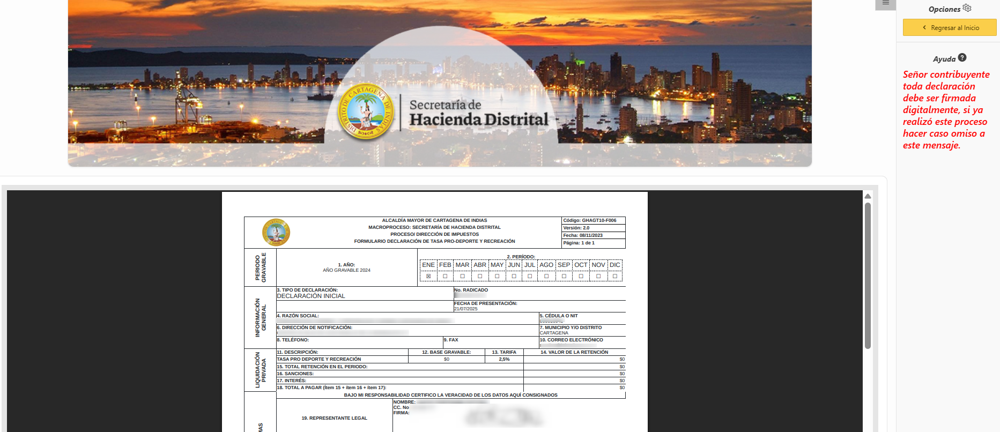 Opciones
Regresar al Inicio
Ayuda
Señor contribuyente
toda declaración
debe ser firmada
digitalmente, si ya
realizó este proceso
hacer caso omiso a
este mensaje.
DISTRITO DE CARTAGENA DE INDIAS
Secretaría de
Hacienda Distrital
ALCALDÍA MAYOR DE CARTAGENA DE INDIAS
MACROPROCESO: SECRETARÍA DE HACIENDA DISTRITAL
PROCESO/ DIRECCIÓN DE IMPUESTOS
FORMULARIO DECLARACIÓN DE TASA PRO-DEPORTE Y RECREACIÓN
Código: GHAGT10-F006
Versión: 2.0
Fecha: 08/11/2023
Página: 1 de 1
PERIODO
GRAVABLE
1. AÑO:
AÑO GRAVABLE 2024
2. PERÍODO:
ENE FEB MAR ABR MAY JUN JUL AGO SEP OCT NOV DIC
☒ ☐ ☐ ☐ ☐ ☐ ☐ ☐ ☐ ☐ ☐ ☐
INFORMACIÓN
GENERAL
3. TIPO DE DECLARACIÓN:
DECLARACIÓN INICIAL
No. RADICADO
FECHA DE PRESENTACIÓN:
21/07/2025
4. RAZÓN SOCIAL:
5. CÉDULA O NIT
6. DIRECCIÓN DE NOTIFICACIÓN:
7. MUNICIPIO Y/O DISTRITO
CARTAGENA
8. TELÉFONO:
9. FAX
10. CORREO ELECTRÓNICO
LIQUIDACIÓN
PRIVADA
11. DESCRIPCIÓN: 12. BASE GRAVABLE: 13. TARIFA 14. VALOR DE LA RETENCIÓN
TASA PRO DEPORTE Y RECREACIÓN $0 2,5% $0
15. TOTAL RETENCIÓN EN EL PERIODO: $0
16. SANCIONES: $0
17. INTERÉS: $0
18. TOTAL A PAGAR (Ítem 15 + ítem 16 + ítem 17): $0
BAJO MI RESPONSABILIDAD CERTIFICO LA VERACIDAD DE LOS DATOS AQUÍ CONSIGNADOS
19. REPRESENTANTE LEGAL
NOMBRE:
CC. No
FIRMA: